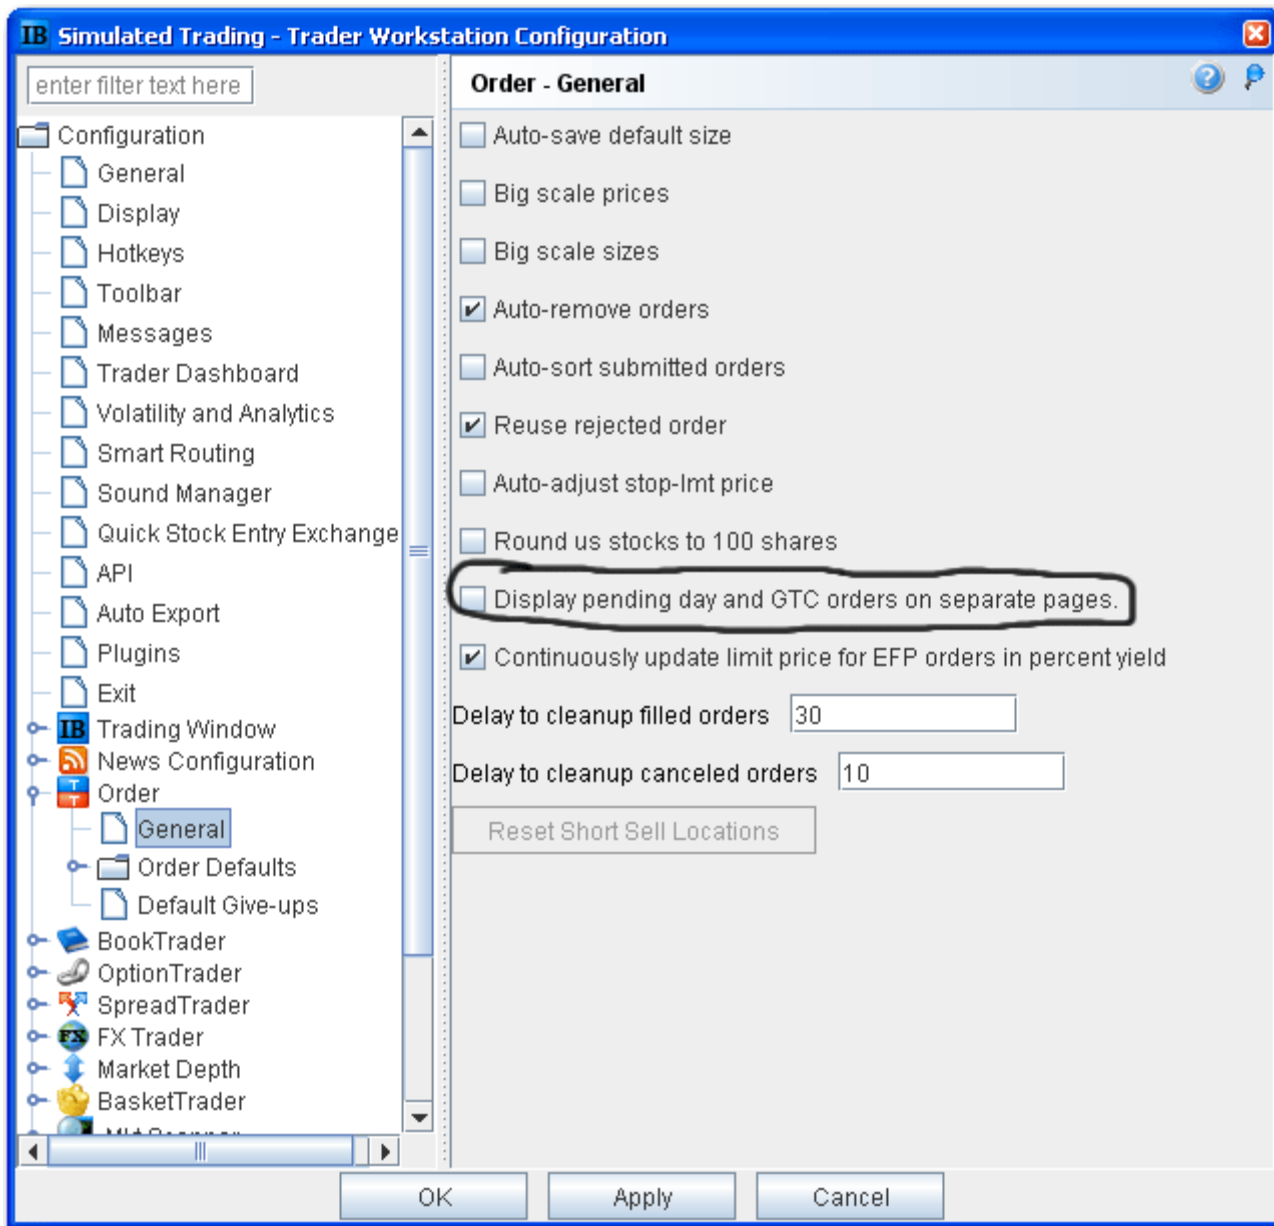 IB Simulated Trading - Trader Workstation Configuration
enter filter text here
Configuration
General
Display
Hotkeys
Toolbar
Messages
Trader Dashboard
Volatility and Analytics
Smart Routing
Sound Manager
Quick Stock Entry Exchange
API
Auto Export
Plugins
Exit
IB Trading Window
News Configuration
Order
General
Order Defaults
Default Give-ups
BookTrader
OptionTrader
SpreadTrader
FX FX Trader
Market Depth
BasketTrader
Order - General
Auto-save default size
Big scale prices
Big scale sizes
Auto-remove orders
Auto-sort submitted orders
Reuse rejected order
Auto-adjust stop-lmt price
Round us stocks to 100 shares
Display pending day and GTC orders on separate pages.
Continuously update limit price for EFP orders in percent yield
Delay to cleanup filled orders 30
Delay to cleanup canceled orders 10
Reset Short Sell Locations
OK Apply Cancel